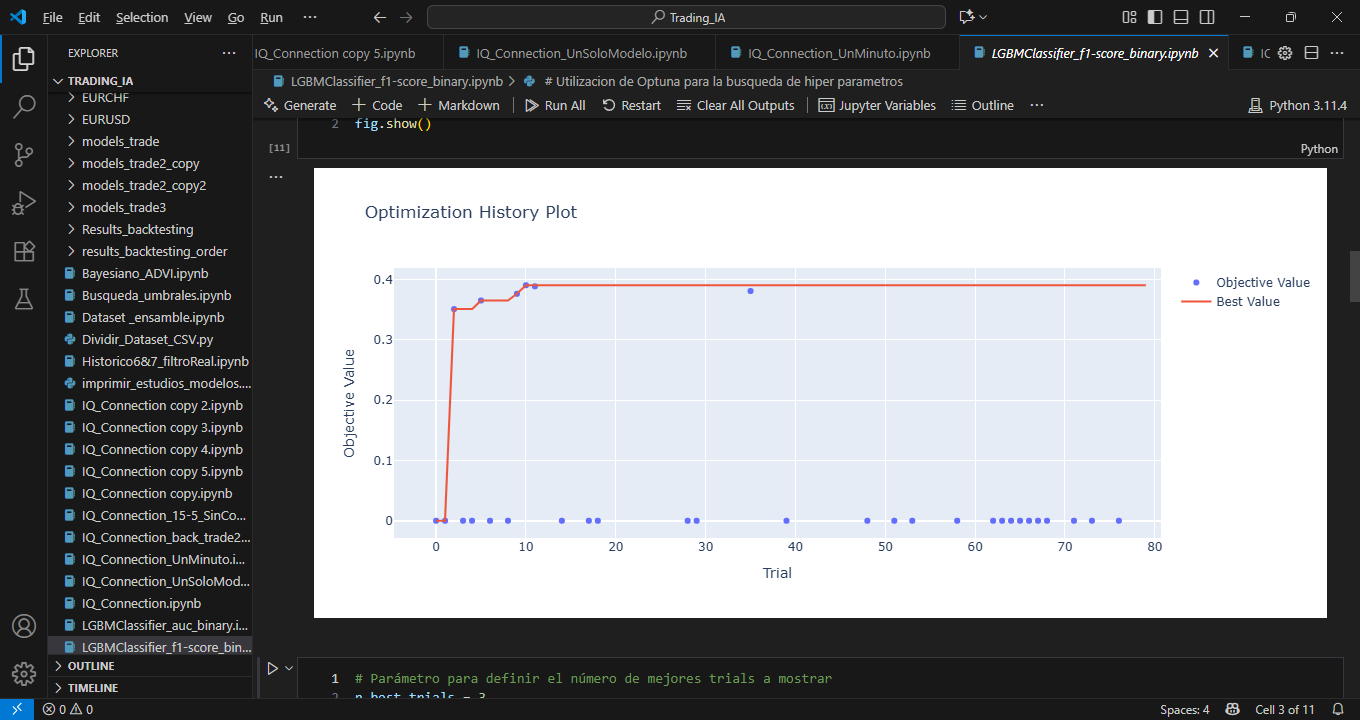 File Edit Selection View Go Run ··· Trading_IA
EXPLORER ···
TRADING_IA
EURCHF
EURUSD
models_trade
models_trade2_copy
models_trade2_copy2
models_trade3
Results_backtesting
results_backtesting_order
Bayesiano_ADVI.ipynb
Busqueda_umbrales.ipynb
Dataset _ensamble.ipynb
Dividir_Dataset_CSV.py
Historico6&7_filtroReal.ipynb
imprimir_estudios_modelos....
IQ_Connection copy 2.ipynb
IQ_Connection copy 3.ipynb
IQ_Connection copy 4.ipynb
IQ_Connection copy 5.ipynb
IQ_Connection copy.ipynb
IQ_Connection_15-5_SinCo...
IQ_Connection_back_trade2...
IQ_Connection_UnMinuto.i...
IQ_Connection_UnSoloMod...
IQ_Connection.ipynb
LGBMClassifier_auc_binary.i...
LGBMClassifier_f1-score_bin...
OUTLINE
TIMELINE
IQ_Connection copy 5.ipynb IQ_Connection_UnSoloModelo.ipynb IQ_Connection_UnMinuto.ipynb LGBMClassifier_f1-score_binary.ipynb IC ···
LGBMClassifier_f1-score_binary.ipynb > # Utilizacion de Optuna para la busqueda de hiper parametros
Generate + Code + Markdown Run All Restart Clear All Outputs Jupyter Variables Outline ··· Python 3.11.4
2 fig.show()
[11] Python
···
Optimization History Plot
Objective Value
Best Value
0.4
0.3
0.2
0.1
0
Objective Value
0 10 20 30 40 50 60 70 80
Trial
1 # Parámetro para definir el número de mejores trials a mostrar
2 n_best_trials = 3
0 0 Spaces: 4 Cell 3 of 11